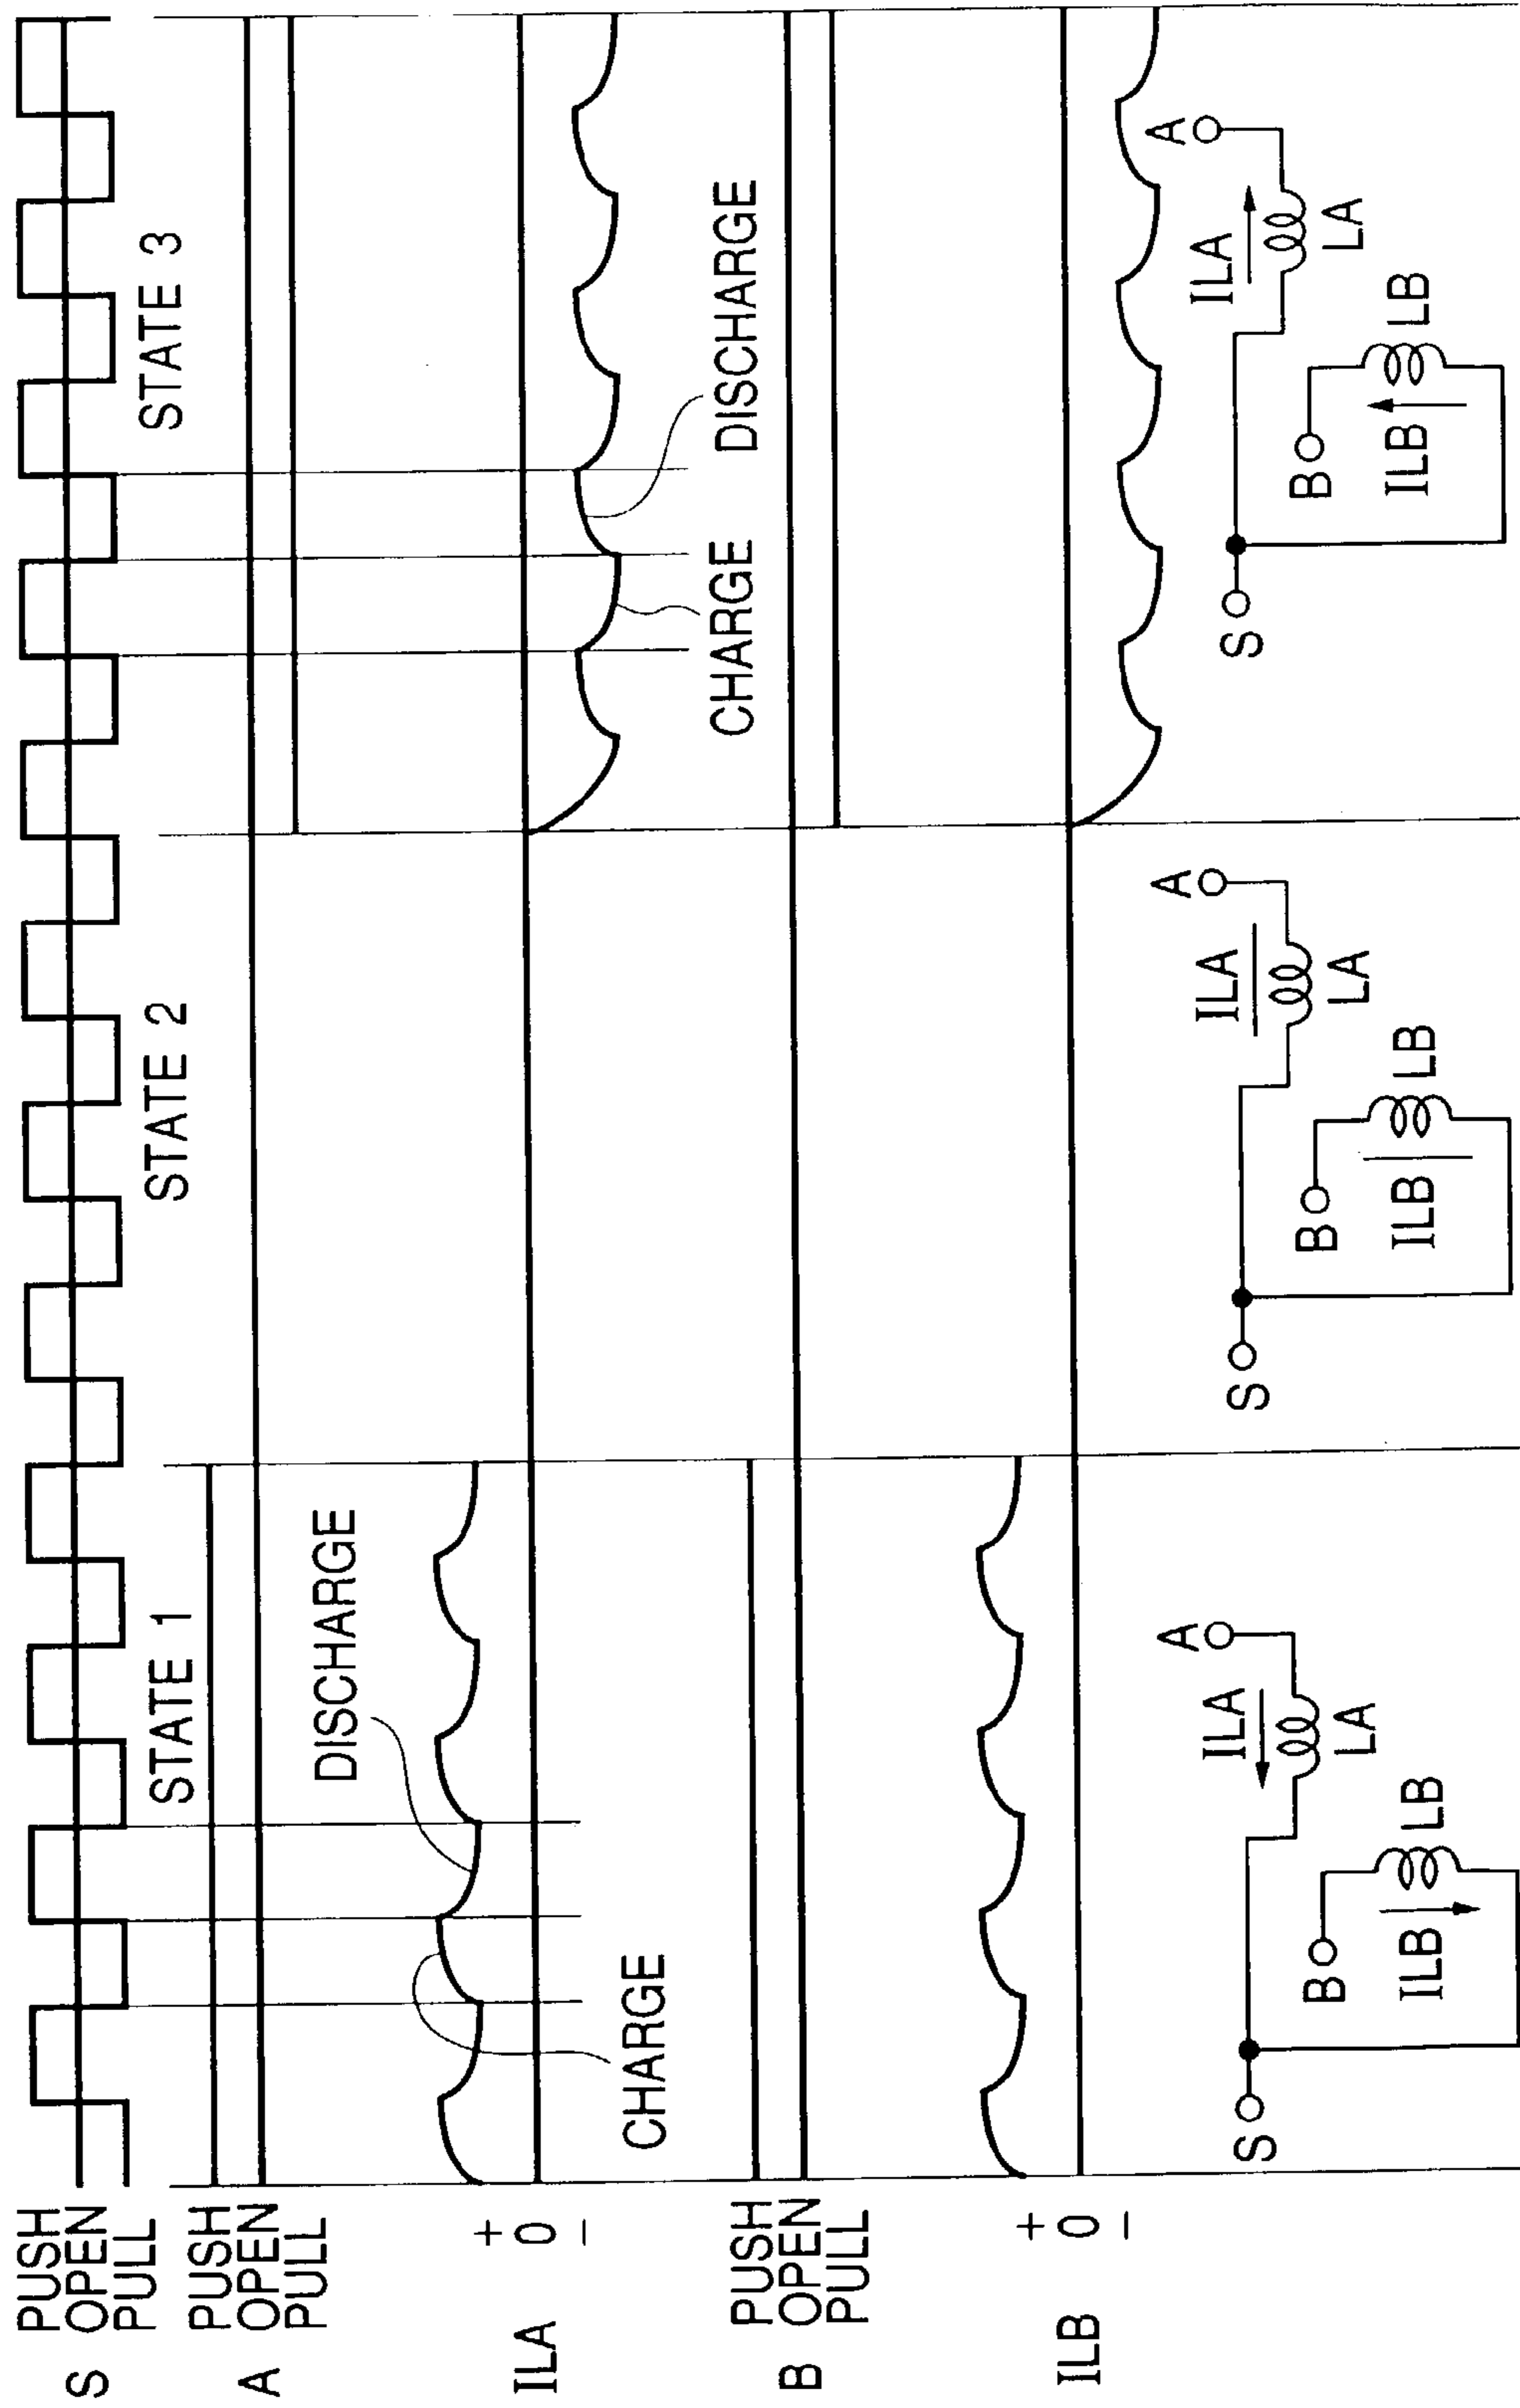 PUSH
S OPEN
PULL
STATE 1
STATE 2
STATE 3
PUSH
A OPEN
PULL
DISCHARGE
+
ILA 0
−
CHARGE
CHARGE
DISCHARGE
PUSH
B OPEN
PULL
+
ILB 0
−
S
A
ILA
LA
B
ILB
LB
S
A
ILA
LA
B
ILB
LB
S
A
ILA
LA
B
ILB
LB